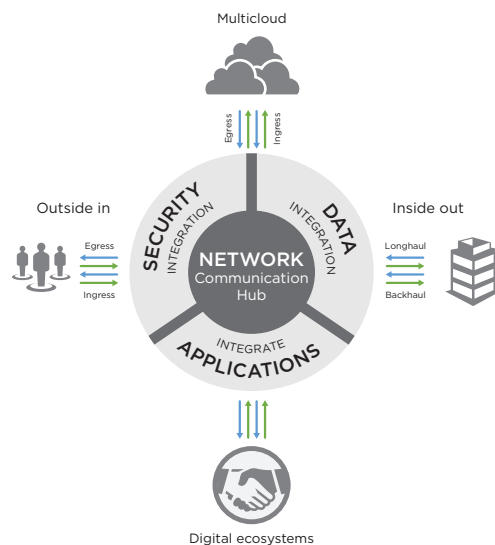 Multicloud
Egress
Ingress
SECURITY
INTEGRATION
DATA
INTEGRATION
Outside in
Egress
Ingress
NETWORK
Communication
Hub
Inside out
Longhaul
Backhaul
INTEGRATE
APPLICATIONS
Digital ecosystems